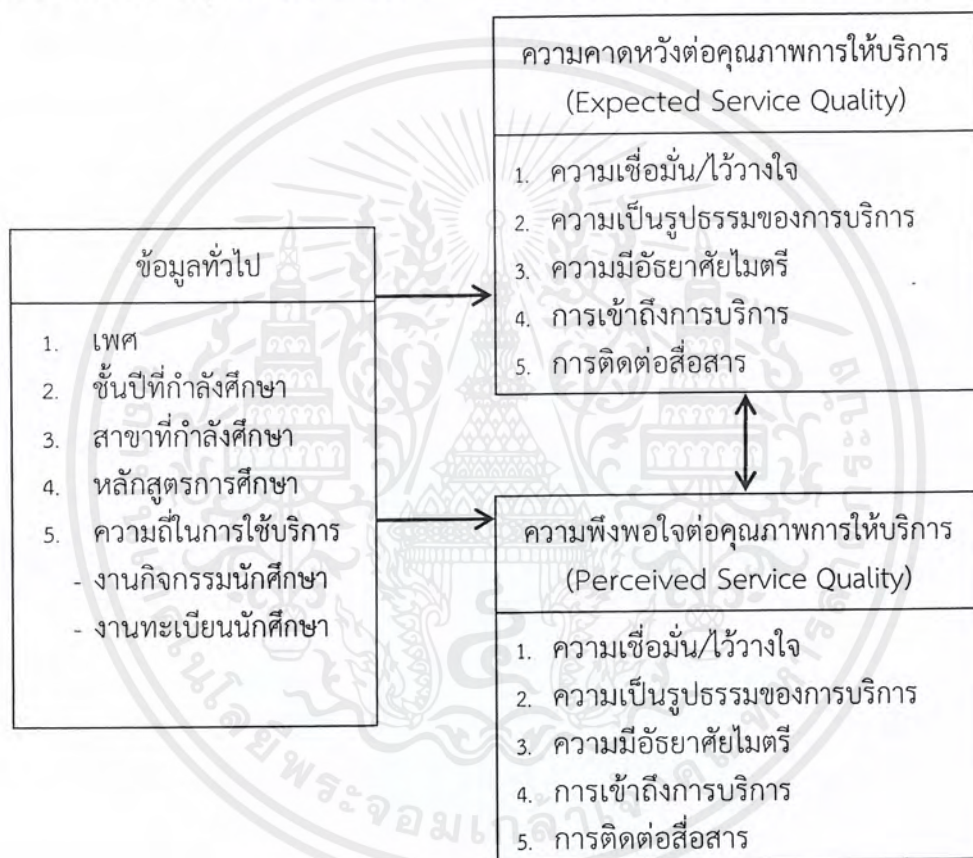 ความคาดหวังต่อคุณภาพการให้บริการ
(Expected Service Quality)
1. ความเชื่อมั่น/ไว้วางใจ
2. ความเป็นรูปธรรมของการบริการ
3. ความมีอัธยาศัยไมตรี
4. การเข้าถึงการบริการ
5. การติดต่อสื่อสาร
ข้อมูลทั่วไป
1. เพศ
2. ชั้นปีที่กำลังศึกษา
3. สาขาที่กำลังศึกษา
4. หลักสูตรการศึกษา
5. ความถี่ในการใช้บริการ
- งานกิจกรรมนักศึกษา
- งานทะเบียนนักศึกษา
ความพึงพอใจต่อคุณภาพการให้บริการ
(Perceived Service Quality)
1. ความเชื่อมั่น/ไว้วางใจ
2. ความเป็นรูปธรรมของการบริการ
3. ความมีอัธยาศัยไมตรี
4. การเข้าถึงการบริการ
5. การติดต่อสื่อสาร